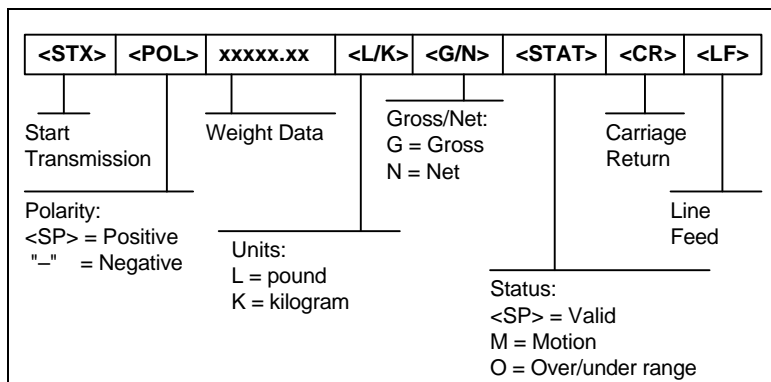 <STX> <POL> xxxxx.xx <L/K> <G/N> <STAT> <CR> <LF>
Start
Transmission
Weight Data
Gross/Net:
G = Gross
N = Net
Carriage
Return
Polarity:
<SP> = Positive
"–" = Negative
Units:
L = pound
K = kilogram
Line
Feed
Status:
<SP> = Valid
M = Motion
O = Over/under range